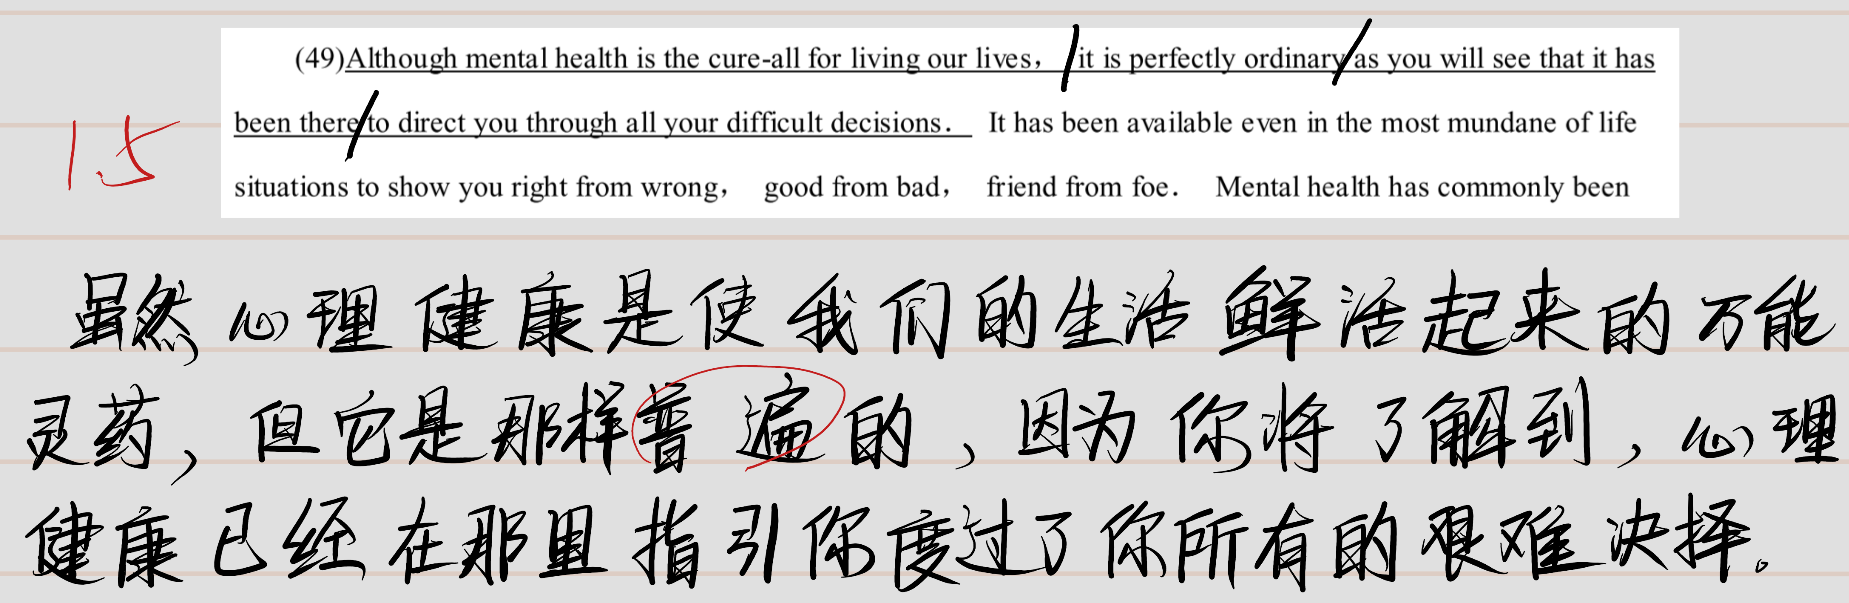 (49)Although mental health is the cure-all for living our lives, it is perfectly ordinary as you will see that it has
been there to direct you through all your difficult decisions. It has been available even in the most mundane of life
1.5
situations to show you right from wrong, good from bad, friend from foe. Mental health has commonly been
虽然心理健康是使我们的生活鲜活起来的万能
灵药，但它是那样普遍的，因为你将了解到，心理
健康已经在那里指引你度过了你所有的艰难决择。